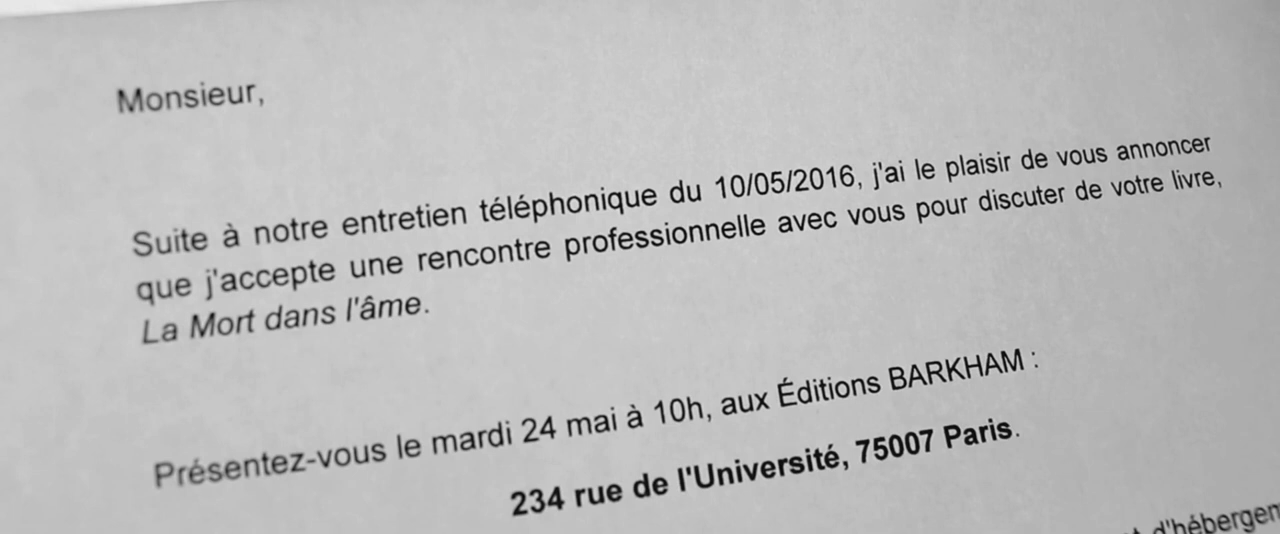 Monsieur,
Suite à notre entretien téléphonique du 10/05/2016, j'ai le plaisir de vous annoncer
que j'accepte une rencontre professionnelle avec vous pour discuter de votre livre,
La Mort dans l'âme.
Présentez-vous le mardi 24 mai à 10h, aux Éditions BARKHAM :
234 rue de l'Université, 75007 Paris.